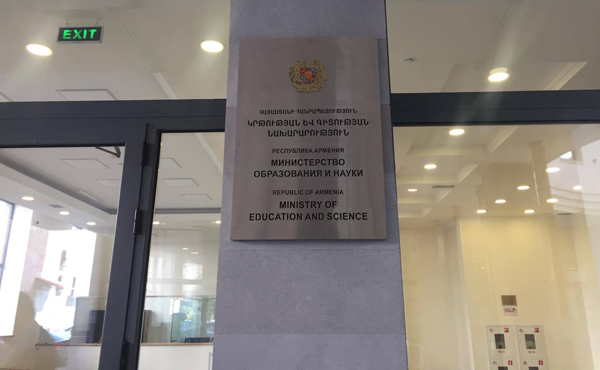 EXIT
ՀԱՅԱՍՏԱՆԻ ՀԱՆՐԱՊԵՏՈՒԹՅՈՒՆ
ԿՐԹՈՒԹՅԱՆ ԵՎ ԳԻՏՈՒԹՅԱՆ
ՆԱԽԱՐԱՐՈՒԹՅՈՒՆ
РЕСПУБЛИКА АРМЕНИЯ
МИНИСТЕРСТВО
ОБРАЗОВАНИЯ И НАУКИ
REPUBLIC OF ARMENIA
MINISTRY OF
EDUCATION AND SCIENCE